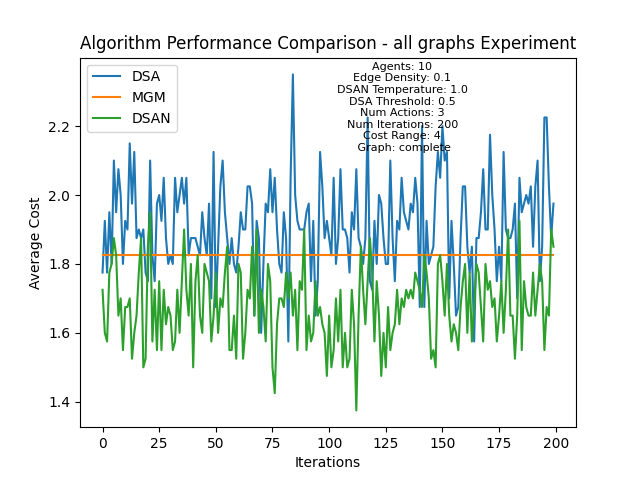 Algorithm Performance Comparison - all graphs Experiment
DSA
MGM
DSAN
Agents: 10
Edge Density: 0.1
DSAN Temperature: 1.0
DSA Threshold: 0.5
Num Actions: 3
Num Iterations: 200
Cost Range: 4
Graph: complete
Average Cost
2.2
2.0
1.8
1.6
1.4
0
25
50
75
100
125
150
175
200
Iterations